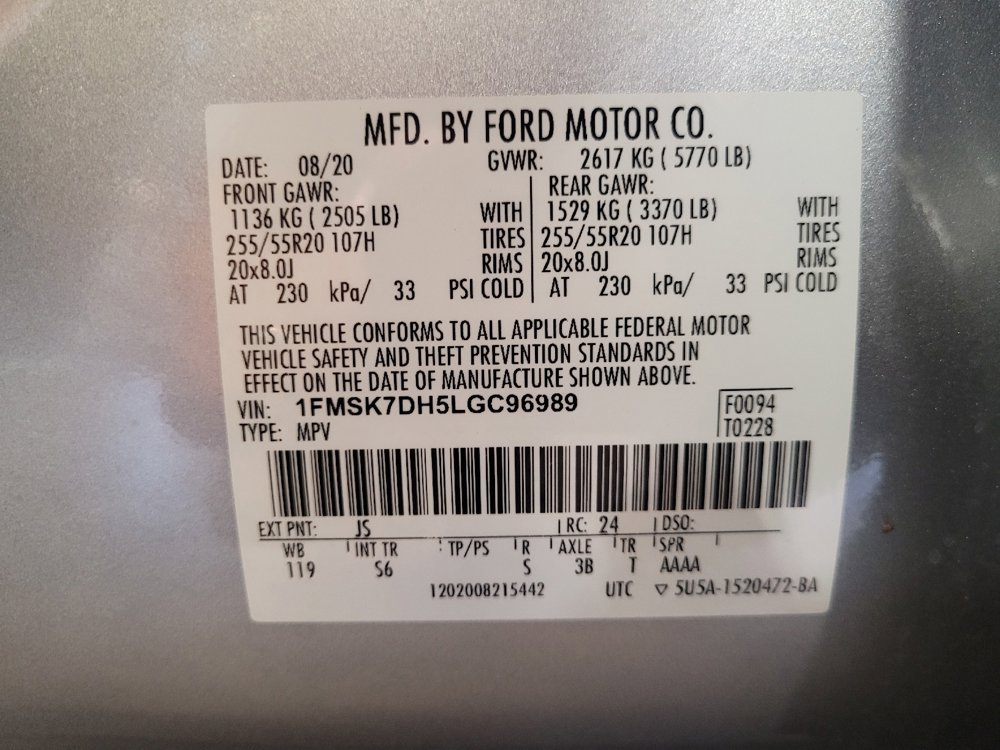 MFD. BY FORD MOTOR CO.
DATE: 08/20 GVWR: 2617 KG ( 5770 LB)
FRONT GAWR: REAR GAWR:
1136 KG ( 2505 LB) WITH 1529 KG ( 3370 LB) WITH
255/55R20 107H TIRES 255/55R20 107H TIRES
20x8.0J RIMS 20x8.0J RIMS
AT 230 kPa/ 33 PSI COLD AT 230 kPa/ 33 PSI COLD
THIS VEHICLE CONFORMS TO ALL APPLICABLE FEDERAL MOTOR
VEHICLE SAFETY AND THEFT PREVENTION STANDARDS IN
EFFECT ON THE DATE OF MANUFACTURE SHOWN ABOVE.
VIN: 1FMSK7DH5LGC96989 F0094
TYPE: MPV T0228
EXT PNT: JS RC: 24 DSO:
WB INT TR TP/PS R AXLE TR SPR
119 S6 S 3B T AAAA
1202008215442 UTC ▽ 5U5A-1520472-BA